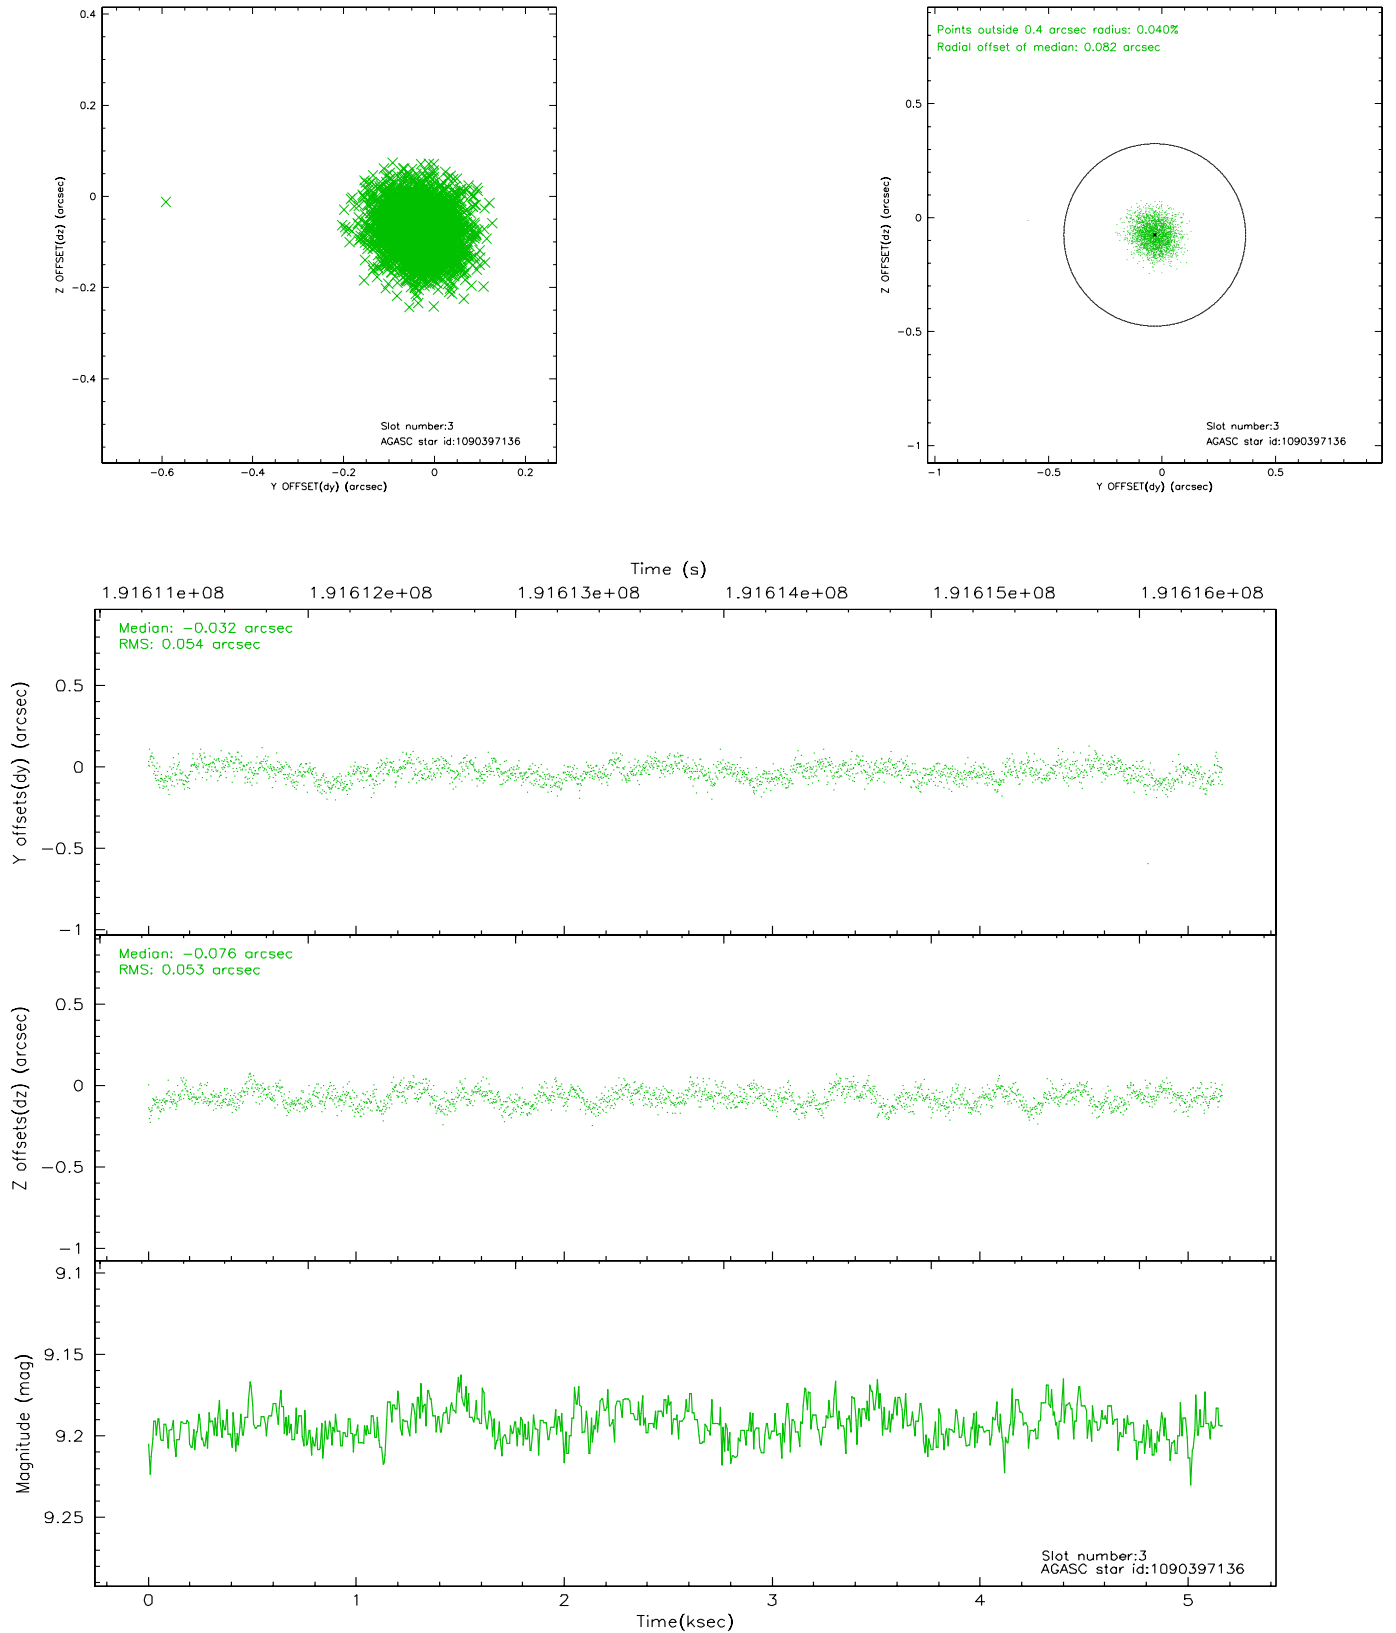 0.4
0.2
0
−0.2
−0.4
Z OFFSET(dz) (arcsec)
Slot number:3
AGASC star id:1090397136
−0.6 −0.4 −0.2 0 0.2
Y OFFSET(dy) (arcsec)
Points outside 0.4 arcsec radius: 0.040%
Radial offset of median: 0.082 arcsec
0.5
0
−0.5
−1
Z OFFSET(dz) (arcsec)
Slot number:3
AGASC star id:1090397136
−1 −0.5 0 0.5
Y OFFSET(dy) (arcsec)
Time (s)
1.91611e+08 1.91612e+08 1.91613e+08 1.91614e+08 1.91615e+08 1.91616e+08
Median: −0.032 arcsec
RMS: 0.054 arcsec
0.5
0
−0.5
−1
Y offsets(dy) (arcsec)
Median: −0.076 arcsec
RMS: 0.053 arcsec
0.5
0
−0.5
−1
Z offsets(dz) (arcsec)
9.1
9.15
9.2
9.25
Magnitude (mag)
Slot number:3
AGASC star id:1090397136
0 1 2 3 4 5
Time(ksec)